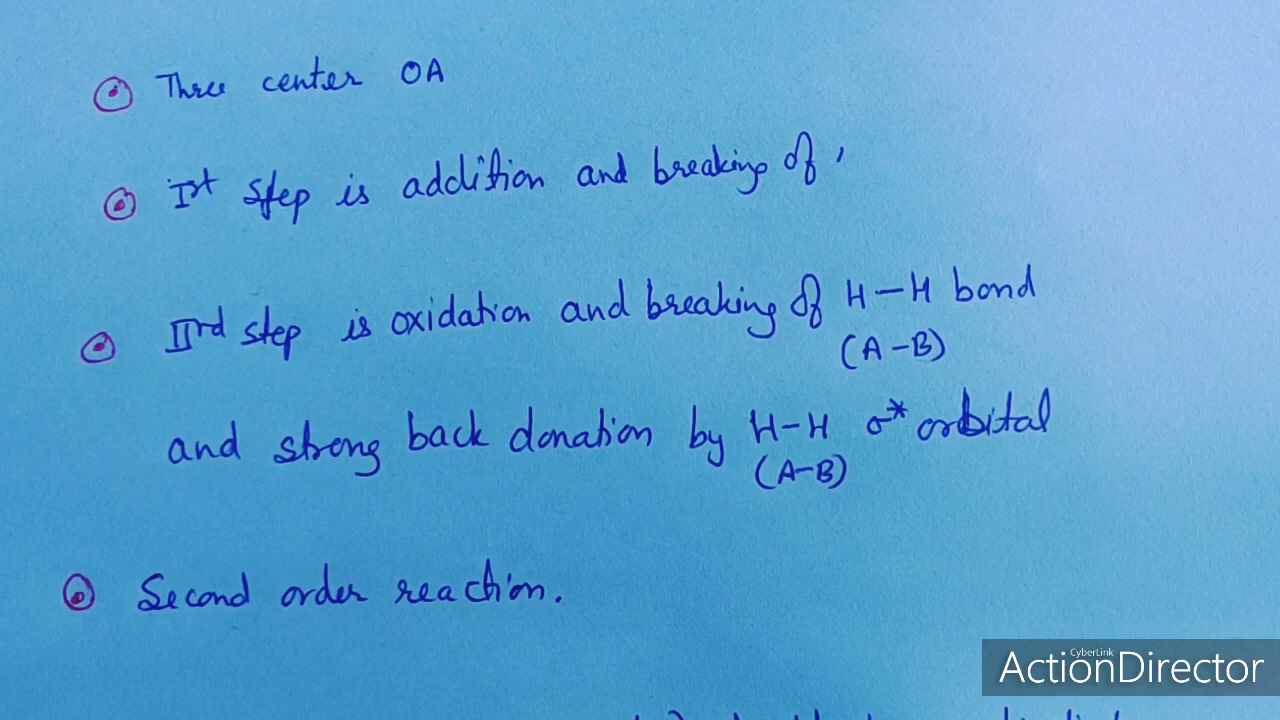 Three center OA
Ist step is addition and breaking of
IInd step is oxidation and breaking of H-H bond
(A-B)
and strong back donation by H-H σ* orbital
(A-B)
Second order reaction.
CyberLink
ActionDirector